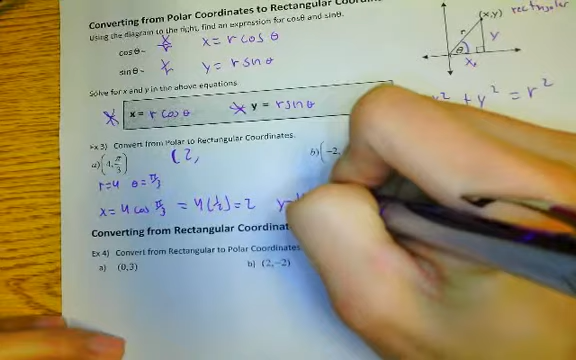 Converting from Polar Coordinates to Rectangular
Using the diagram to the right, find an expression for cosθ and sinθ.
(x,y) rectangular
r y
θ
x
cosθ= x/r x = r cos θ
sinθ= y = r sin θ
Solve for x and y in the above equations
x = r cos θ y = r sin θ
+ y² = r²
Ex 3) Convert from Polar to Rectangular Coordinates.
a) (4, π/3) (2, b) (-2,
r=4 θ=π/3
x = 4 cos π/3 = 4(1/2) = 2 y=
Converting from Rectangular
Ex 4) Convert from Rectangular to Polar Coordinates
a) (0,3) b) (2,−2)